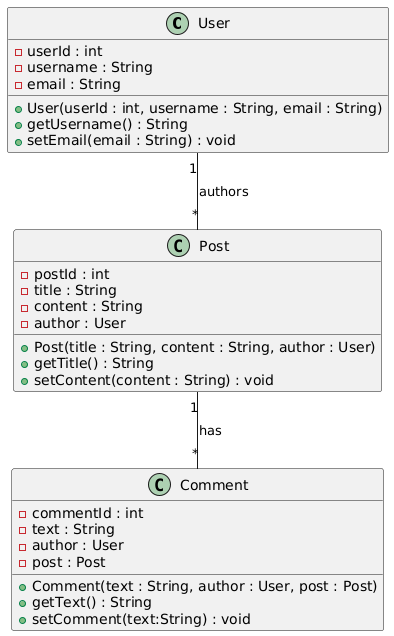 C User
userId : int
username : String
email : String
User(userId : int, username : String, email : String)
getUsername() : String
setEmail(email : String) : void
1
authors
*
C Post
postId : int
title : String
content : String
author : User
Post(title : String, content : String, author : User)
getTitle() : String
setContent(content : String) : void
1
has
*
C Comment
commentId : int
text : String
author : User
post : Post
Comment(text : String, author : User, post : Post)
getText() : String
setComment(text:String) : void